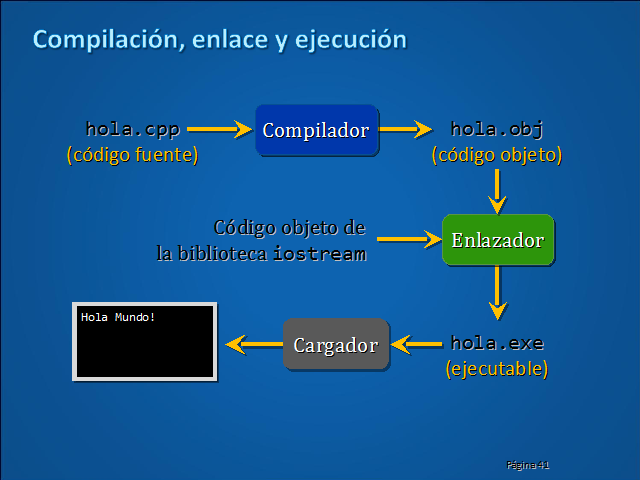 Compilación, enlace y ejecución
hola.cpp
(código fuente)
Compilador
hola.obj
(código objeto)
Código objeto de
la biblioteca iostream
Enlazador
Hola Mundo!
Cargador
hola.exe
(ejecutable)
Página 41